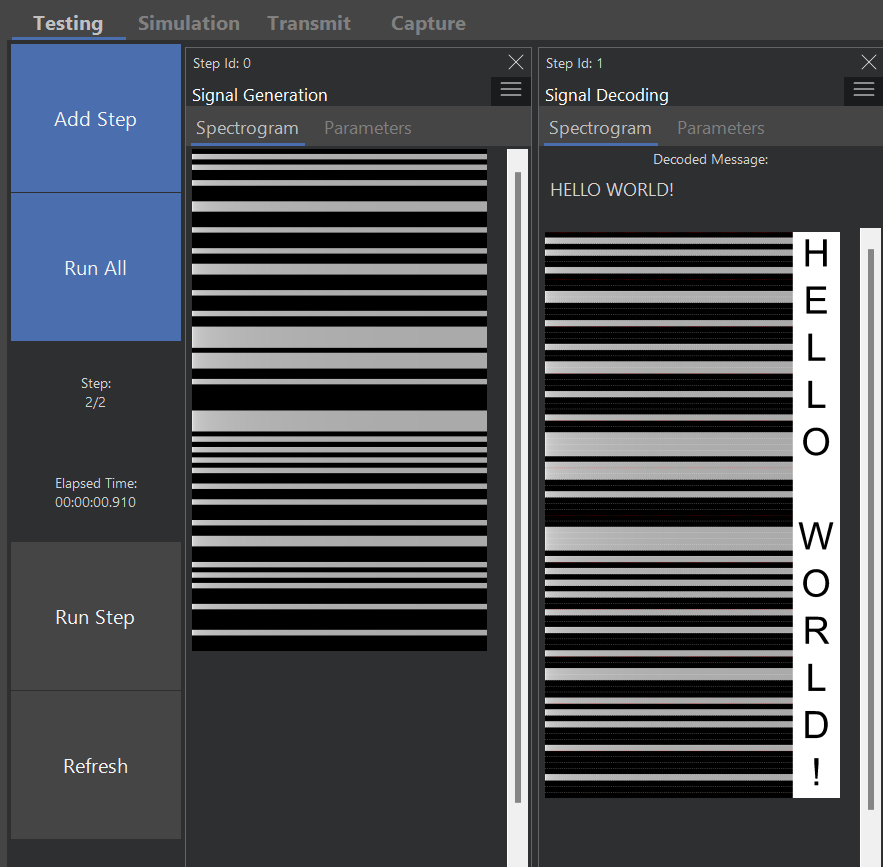 Testing Simulation Transmit Capture
Add Step
Run All
Step:
2/2
Elapsed Time:
00:00:00.910
Run Step
Refresh
Step Id: 0
Signal Generation
Spectrogram Parameters
Step Id: 1
Signal Decoding
Spectrogram Parameters
Decoded Message:
HELLO WORLD!
H
E
L
L
O
W
O
R
L
D
!